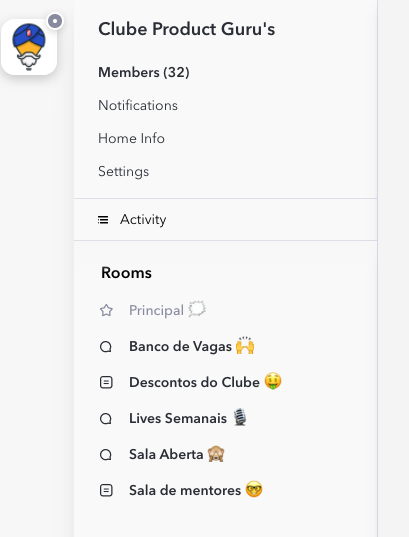 Clube Product Guru's
Members (32)
Notifications
Home Info
Settings
Activity
Rooms
Principal 🗯️
Banco de Vagas 🙌
Descontos do Clube 🤑
Lives Semanais 🎙️
Sala Aberta 🙈
Sala de mentores 🤓